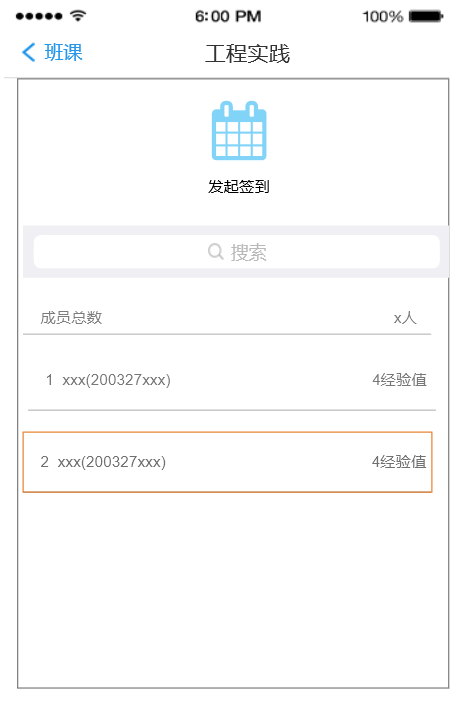 6:00 PM 100%
班课 工程实践
发起签到
搜索
成员总数 x人
1 xxx(200327xxx) 4经验值
2 xxx(200327xxx) 4经验值